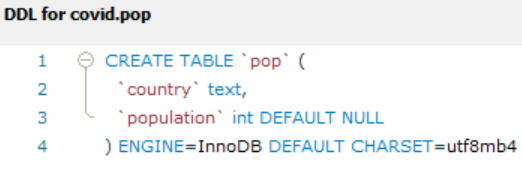 DDL for covid.pop
1 CREATE TABLE `pop` (
2 `country` text,
3 `population` int DEFAULT NULL
4 ) ENGINE=InnoDB DEFAULT CHARSET=utf8mb4